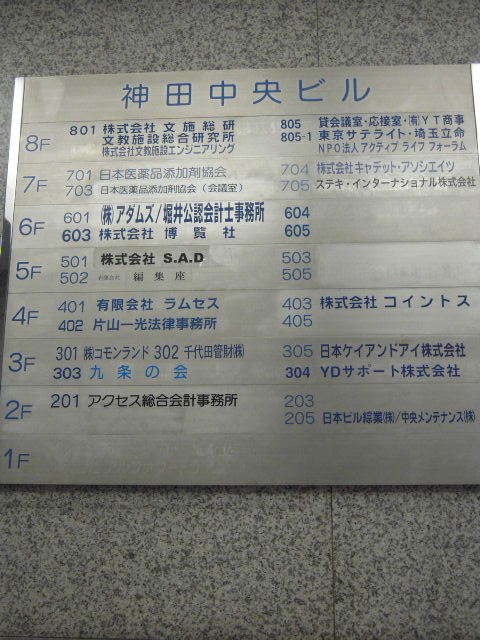 神田中央ビル
8F 801 株式会社 文施総研 805 貸会議室・応接室・㈲YT商事
文教施設総合研究所 805-1 東京サテライト・埼玉立命
株式会社文教施設エンジニアリング NPO法人アクティブ ライフ フォーラム
7F 701 日本医薬品添加剤協会 704 株式会社キャデット・アソシエイツ
703 日本医薬品添加剤協会（会議室） 705 ステキ・インターナショナル株式会社
6F 601 ㈱アダムズ/堀井公認会計士事務所 604
603 株式会社 博覧社 605
5F 501 株式会社 S.A.D 503
502 有限会社 編集座 505
4F 401 有限会社 ラムセス 403 株式会社 コイントス
402 片山一光法律事務所 405
3F 301 ㈱コモンランド 302 千代田管財㈱ 305 日本ケイアンドアイ株式会社
303 九条の会 304 YDサポート株式会社
2F 201 アクセス総合会計事務所 203
205 日本ビル綜業㈱/中央メンテナンス㈱
1F